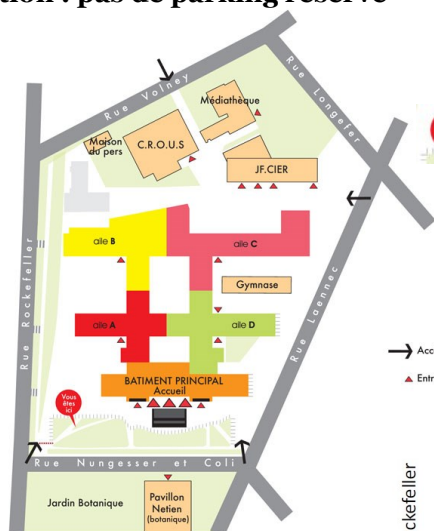 tion : pas de parking réservé
Rue Volney
Rue Longefer
Médiathèque
Maison
du pers
C.R.O.U.S
JF.CIER
aile B
aile C
Rue Rockefeller
Gymnase
Rue Laennec
aile A
aile D
Acc
Entr
BATIMENT PRINCIPAL
Accueil
Vous
êtes
ici
Rue Nungesser et Coli
Jardin Botanique
Pavillon
Netien
(botanique)
ckefeller